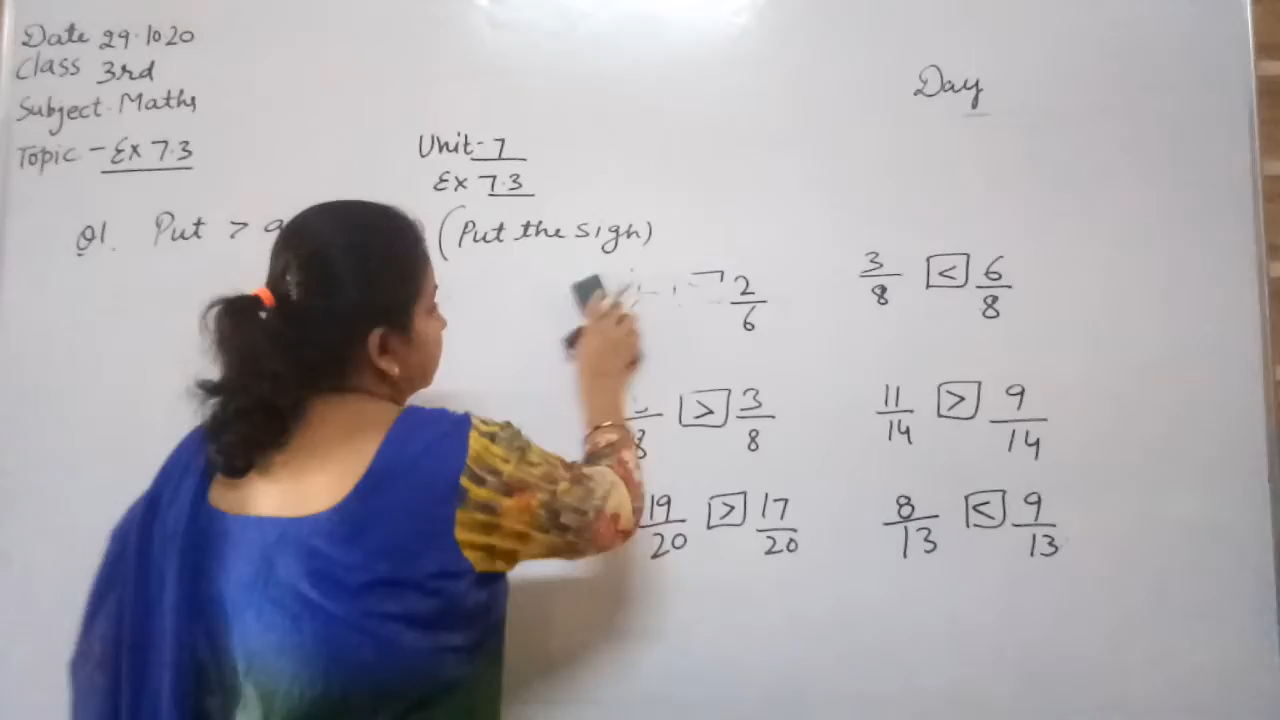 Date 29.10.20
Class 3rd
Subject. Maths
Topic - Ex 7.3
Day
Unit-7
Ex 7.3
Q1. Put >
(Put the sign)
2/6
3/8 < 6/8
/8 > 3/8
11/14 > 9/14
19/20 > 17/20
8/13 < 9/13